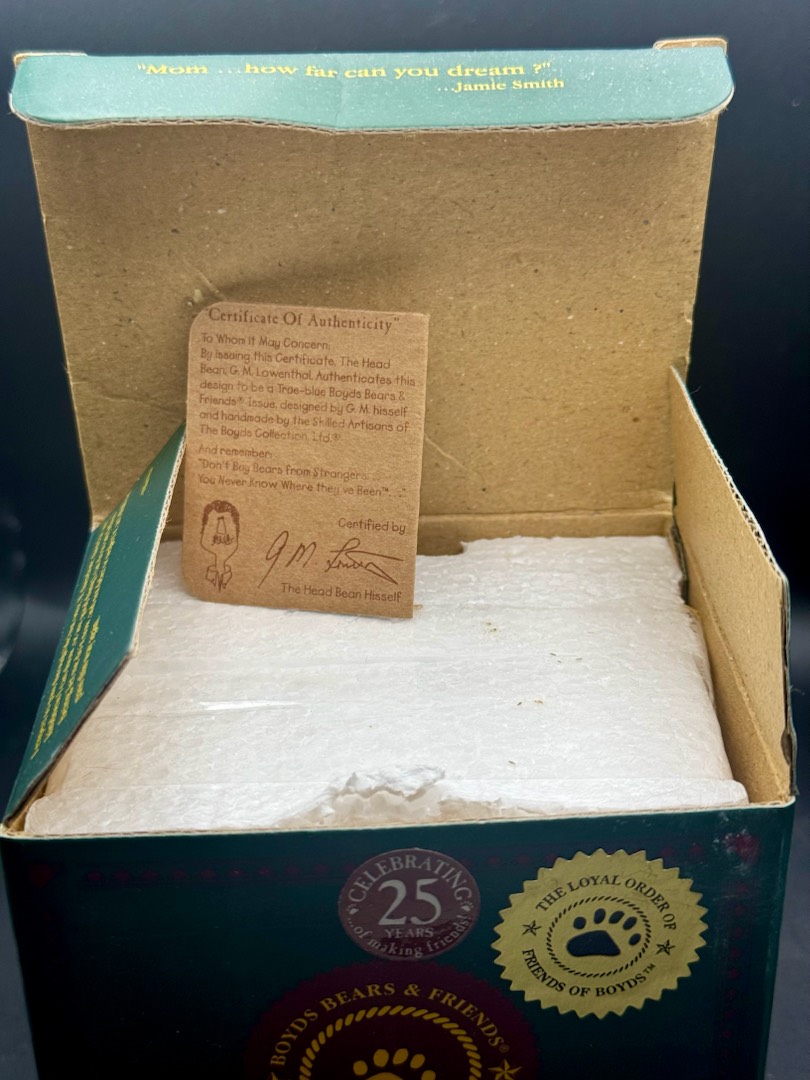 "Mom ...how far can you dream ?"
...Jamie Smith
"Certificate Of Authenticity"
To Whom It May Concern:
By issuing this Certificate, The Head
Bean, G. M. Lowenthal, Authenticates this
design to be a True-blue Boyds Bears &
Friends® Issue, designed by G. M. hisself
and handmade by the Skilled Artisans of
The Boyds Collection Ltd.®
And remember:
"Don't Buy Bears from Strangers...
You Never Know Where they've Been™..."
Certified by
GM
The Head Bean Hisself
CELEBRATING
25
YEARS
...of making friends!
THE LOYAL ORDER OF
FRIENDS OF BOYDS™
BOYDS BEARS & FRIENDS®